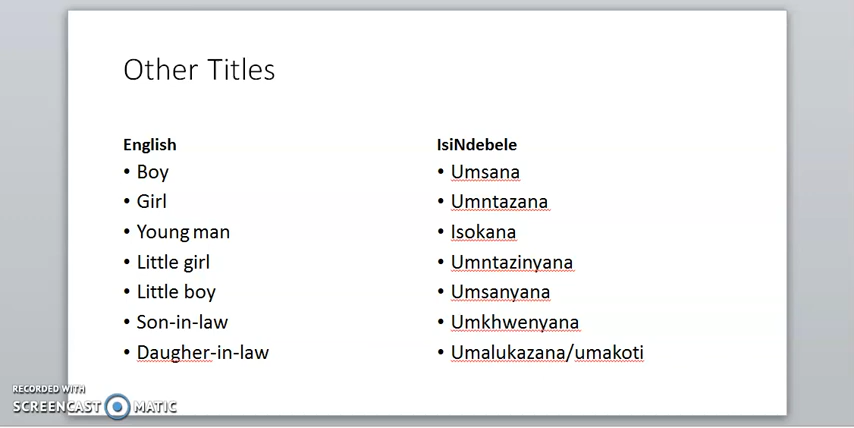 Other Titles
English
• Boy
• Girl
• Young man
• Little girl
• Little boy
• Son-in-law
• Daugher-in-law
IsiNdebele
• Umsana
• Umntazana
• Isokana
• Umntazinyana
• Umsanyana
• Umkhwenyana
• Umalukazana/umakoti
RECORDED WITH
SCREENCAST MATIC